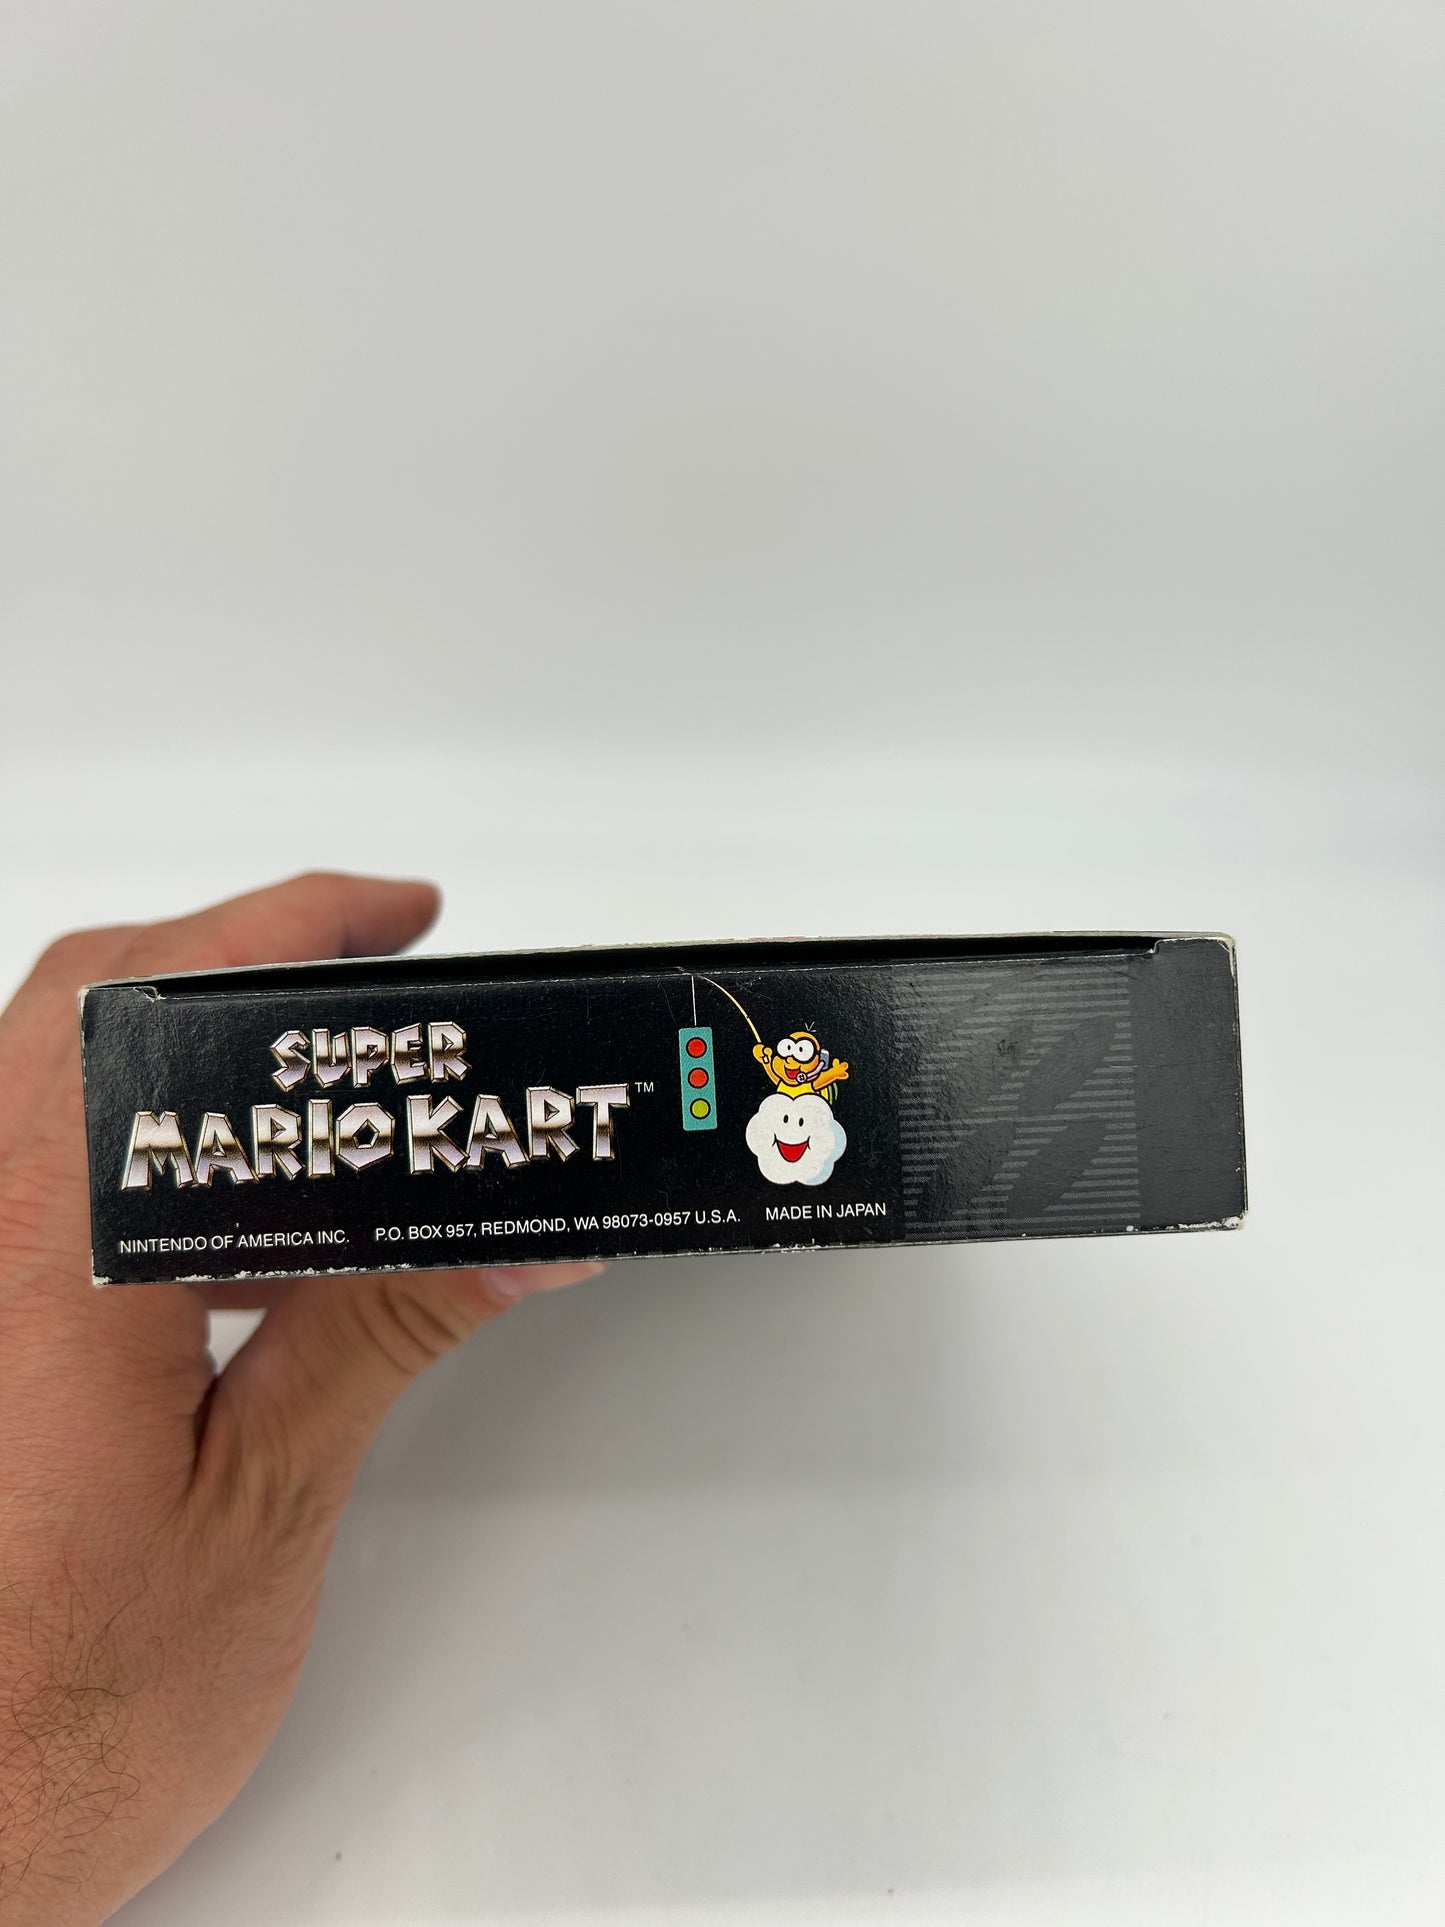 SUPER
MARIO KART™
NINTENDO OF AMERICA INC. P.O. BOX 957, REDMOND, WA 98073-0957 U.S.A. MADE IN JAPAN